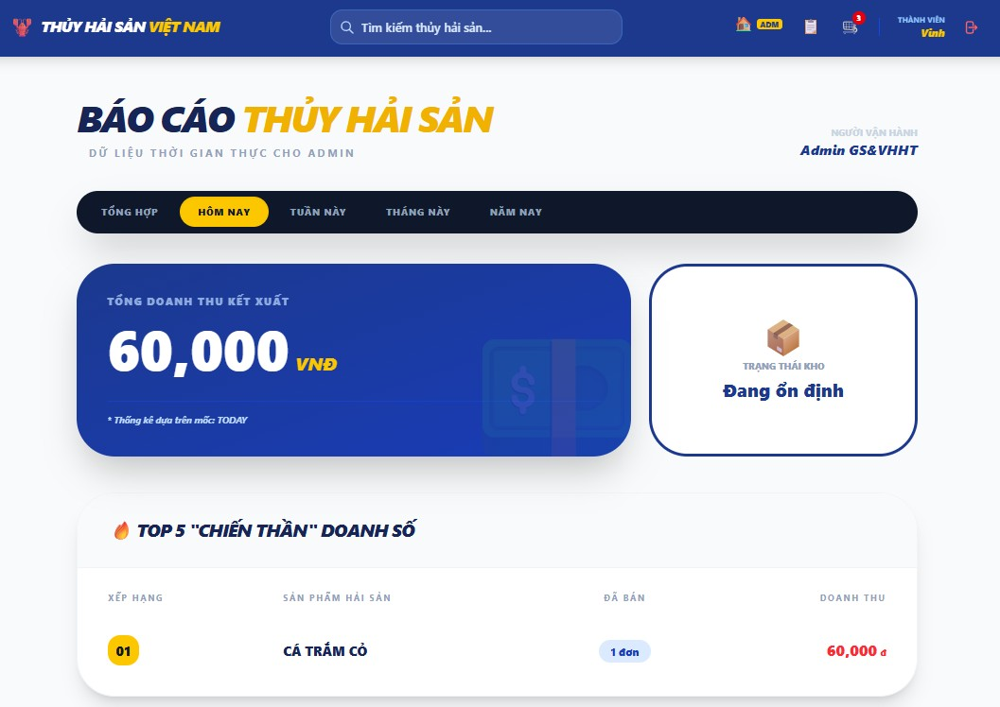 THỦY HẢI SẢN VIỆT NAM
Tìm kiếm thủy hải sản...
ADM
3
THÀNH VIÊN
Vinh
BÁO CÁO THỦY HẢI SẢN
DỮ LIỆU THỜI GIAN THỰC CHO ADMIN
NGƯỜI VẬN HÀNH
Admin GS&VHHT
TỔNG HỢP
HÔM NAY
TUẦN NÀY
THÁNG NÀY
NĂM NAY
TỔNG DOANH THU KẾT XUẤT
60,000 VNĐ
* Thống kê dựa trên mốc: TODAY
TRẠNG THÁI KHO
Đang ổn định
TOP 5 "CHIẾN THẦN" DOANH SỐ
XẾP HẠNG
SẢN PHẨM HẢI SẢN
ĐÃ BÁN
DOANH THU
01
CÁ TRẮM CỎ
1 đơn
60,000 đ